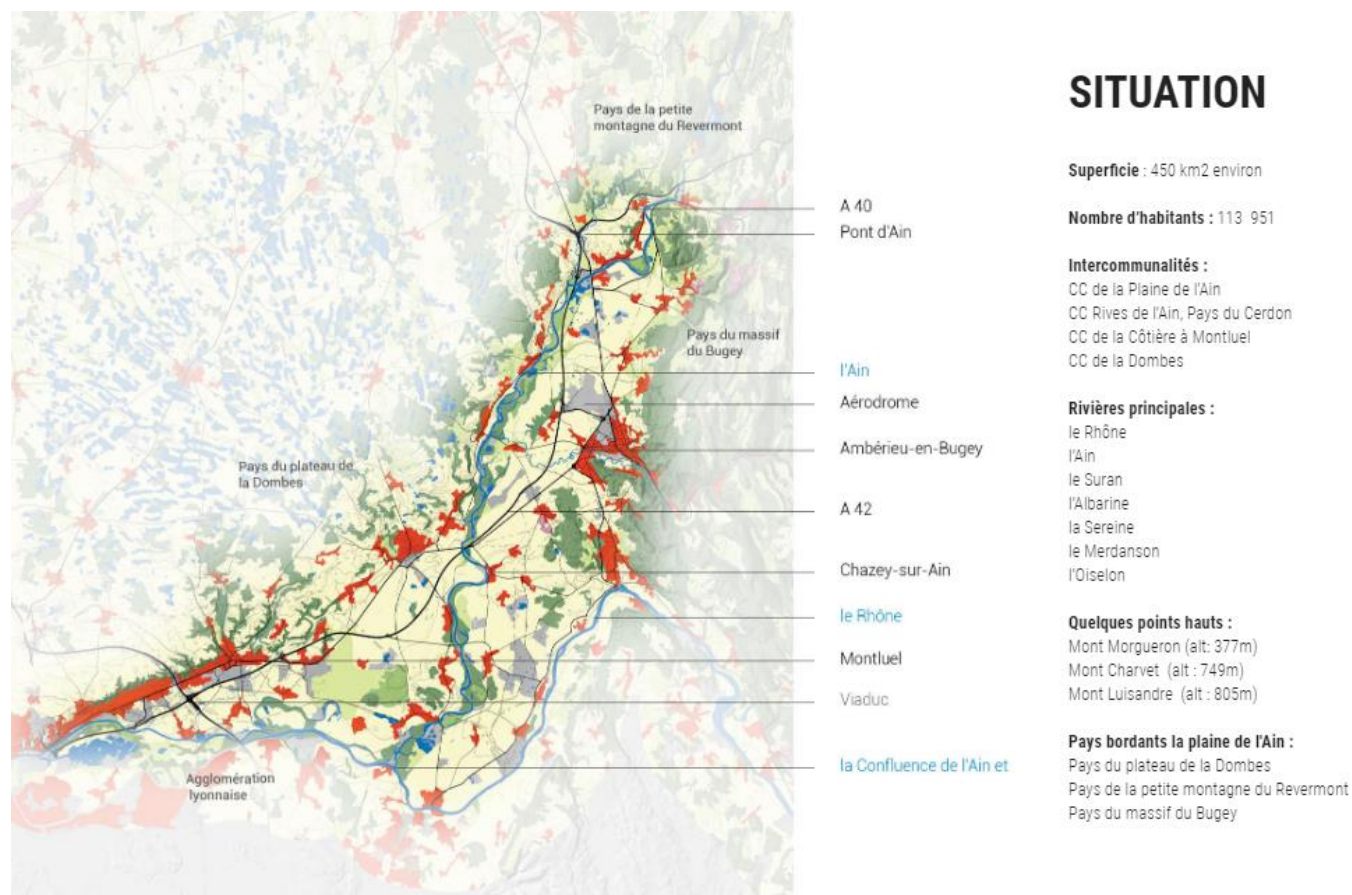 Pays de la petite
montagne du Revermont
Pays du massif
du Bugey
Pays du plateau de
la Dombes
Agglomération
lyonnaise
A 40
Pont d'Ain
l'Ain
Aérodrome
Ambérieu-en-Bugey
A 42
Chazey-sur-Ain
le Rhône
Montluel
Viaduc
la Confluence de l'Ain et
SITUATION
Superficie : 450 km2 environ
Nombre d'habitants : 113 951
Intercommunalités :
CC de la Plaine de l'Ain
CC Rives de l'Ain, Pays du Cerdon
CC de la Côtière à Montluel
CC de la Dombes
Rivières principales :
le Rhône
l'Ain
le Suran
l'Albarine
la Sereine
le Merdanson
l'Oiselon
Quelques points hauts :
Mont Morgueron (alt: 377m)
Mont Charvet (alt : 749m)
Mont Luisandre (alt : 805m)
Pays bordants la plaine de l'Ain :
Pays du plateau de la Dombes
Pays de la petite montagne du Revermont
Pays du massif du Bugey